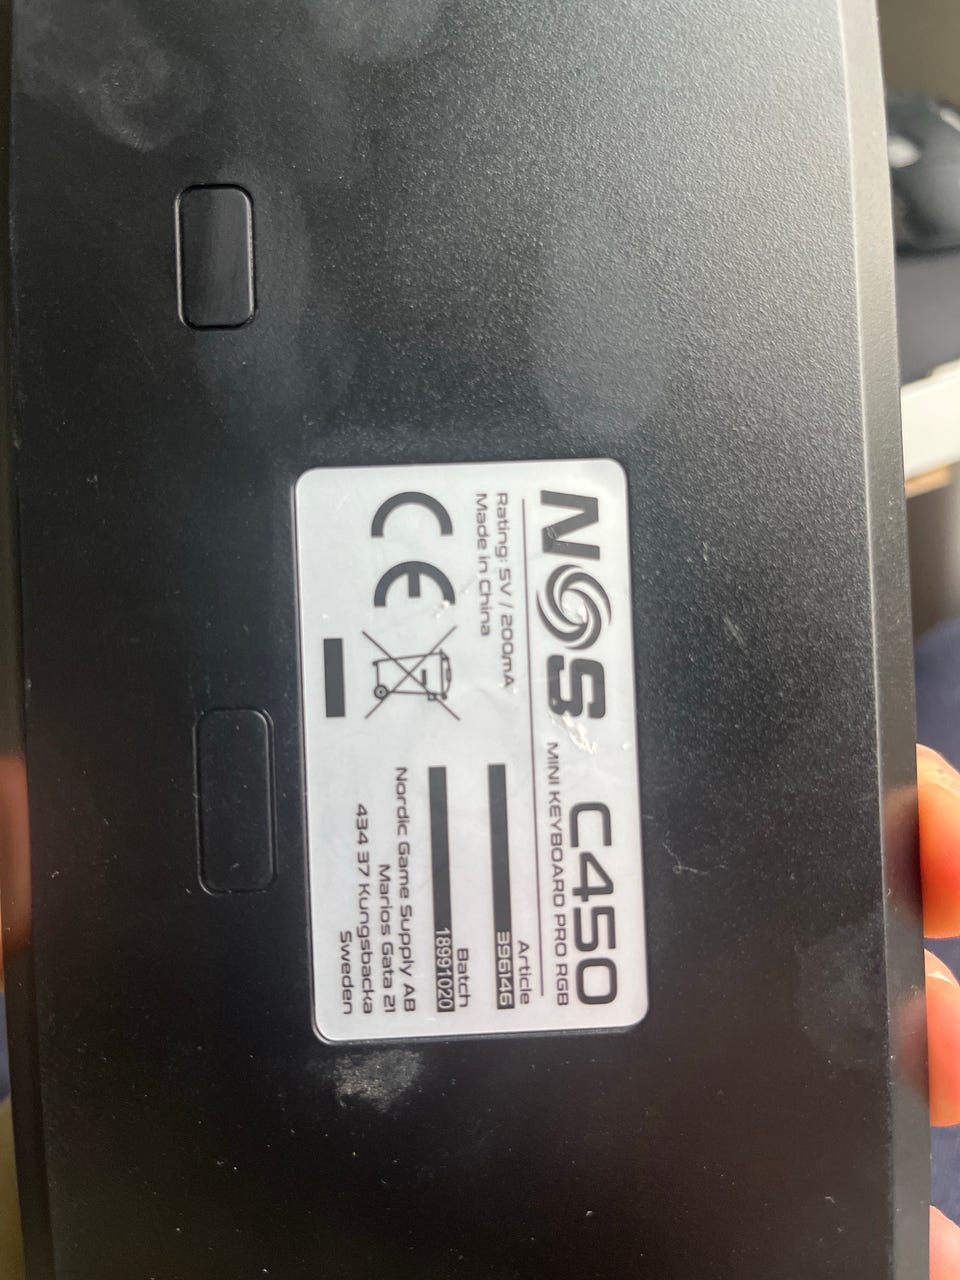 NOS C450
MINI KEYBOARD PRO RGB
Rating: 5V / 200mA
Made in China
Article
396146
Batch
18991020
Nordic Game Supply AB
Marios Gata 21
434 37 Kungsbacka
Sweden
CE